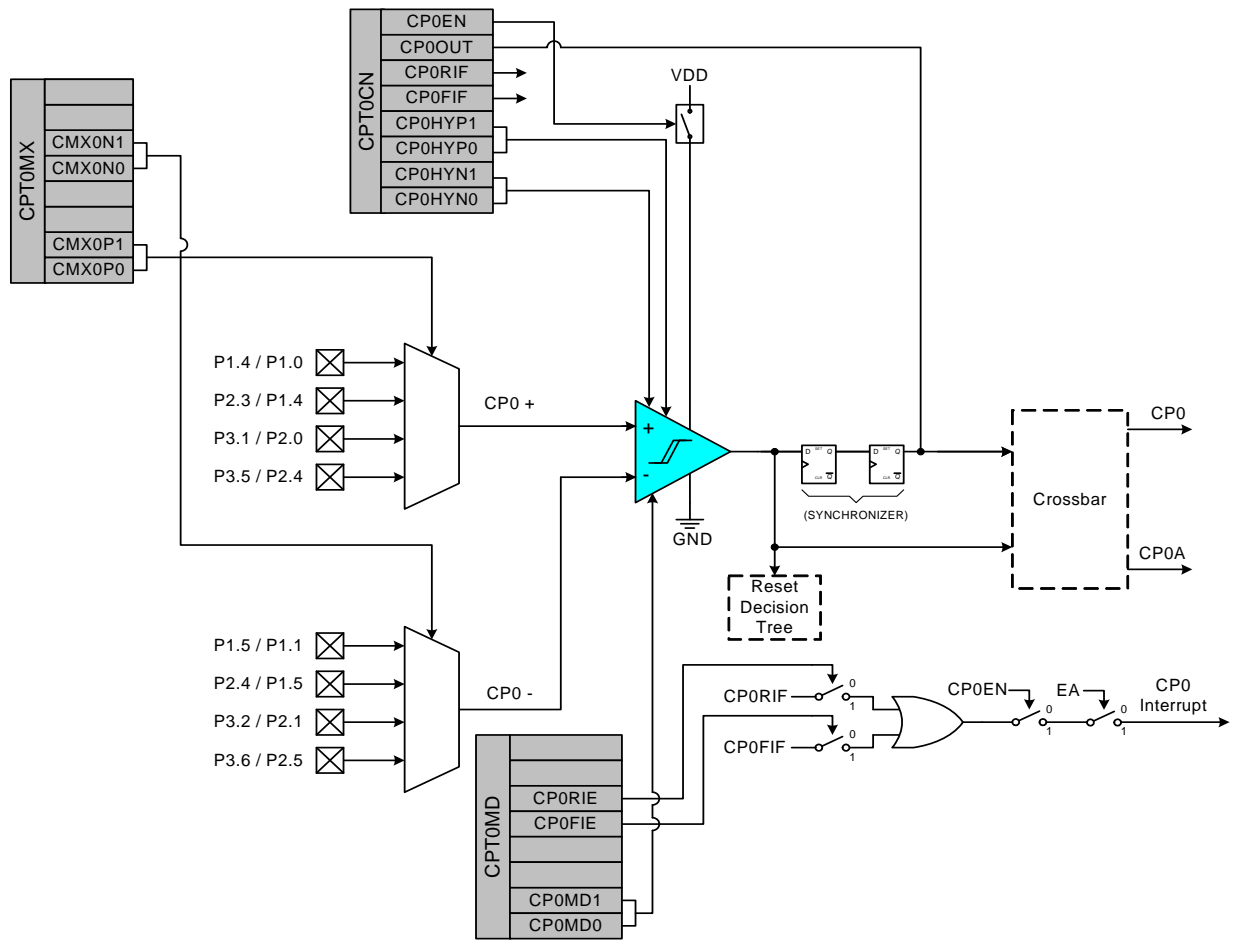 CPT0CN
CP0EN
CP0OUT
CP0RIF
CP0FIF
CP0HYP1
CP0HYP0
CP0HYN1
CP0HYN0
VDD
CPT0MX
CMX0N1
CMX0N0
CMX0P1
CMX0P0
P1.4 / P1.0
P2.3 / P1.4
P3.1 / P2.0
P3.5 / P2.4
CP0 +
+
-
GND
D SET Q
CLR Q
D SET Q
CLR Q
(SYNCHRONIZER)
Crossbar
CP0
CP0A
Reset
Decision
Tree
P1.5 / P1.1
P2.4 / P1.5
P3.2 / P2.1
P3.6 / P2.5
CP0 -
CP0RIF
0
1
CP0FIF
0
1
CP0EN
0
1
EA
0
1
CP0
Interrupt
CPT0MD
CP0RIE
CP0FIE
CP0MD1
CP0MD0